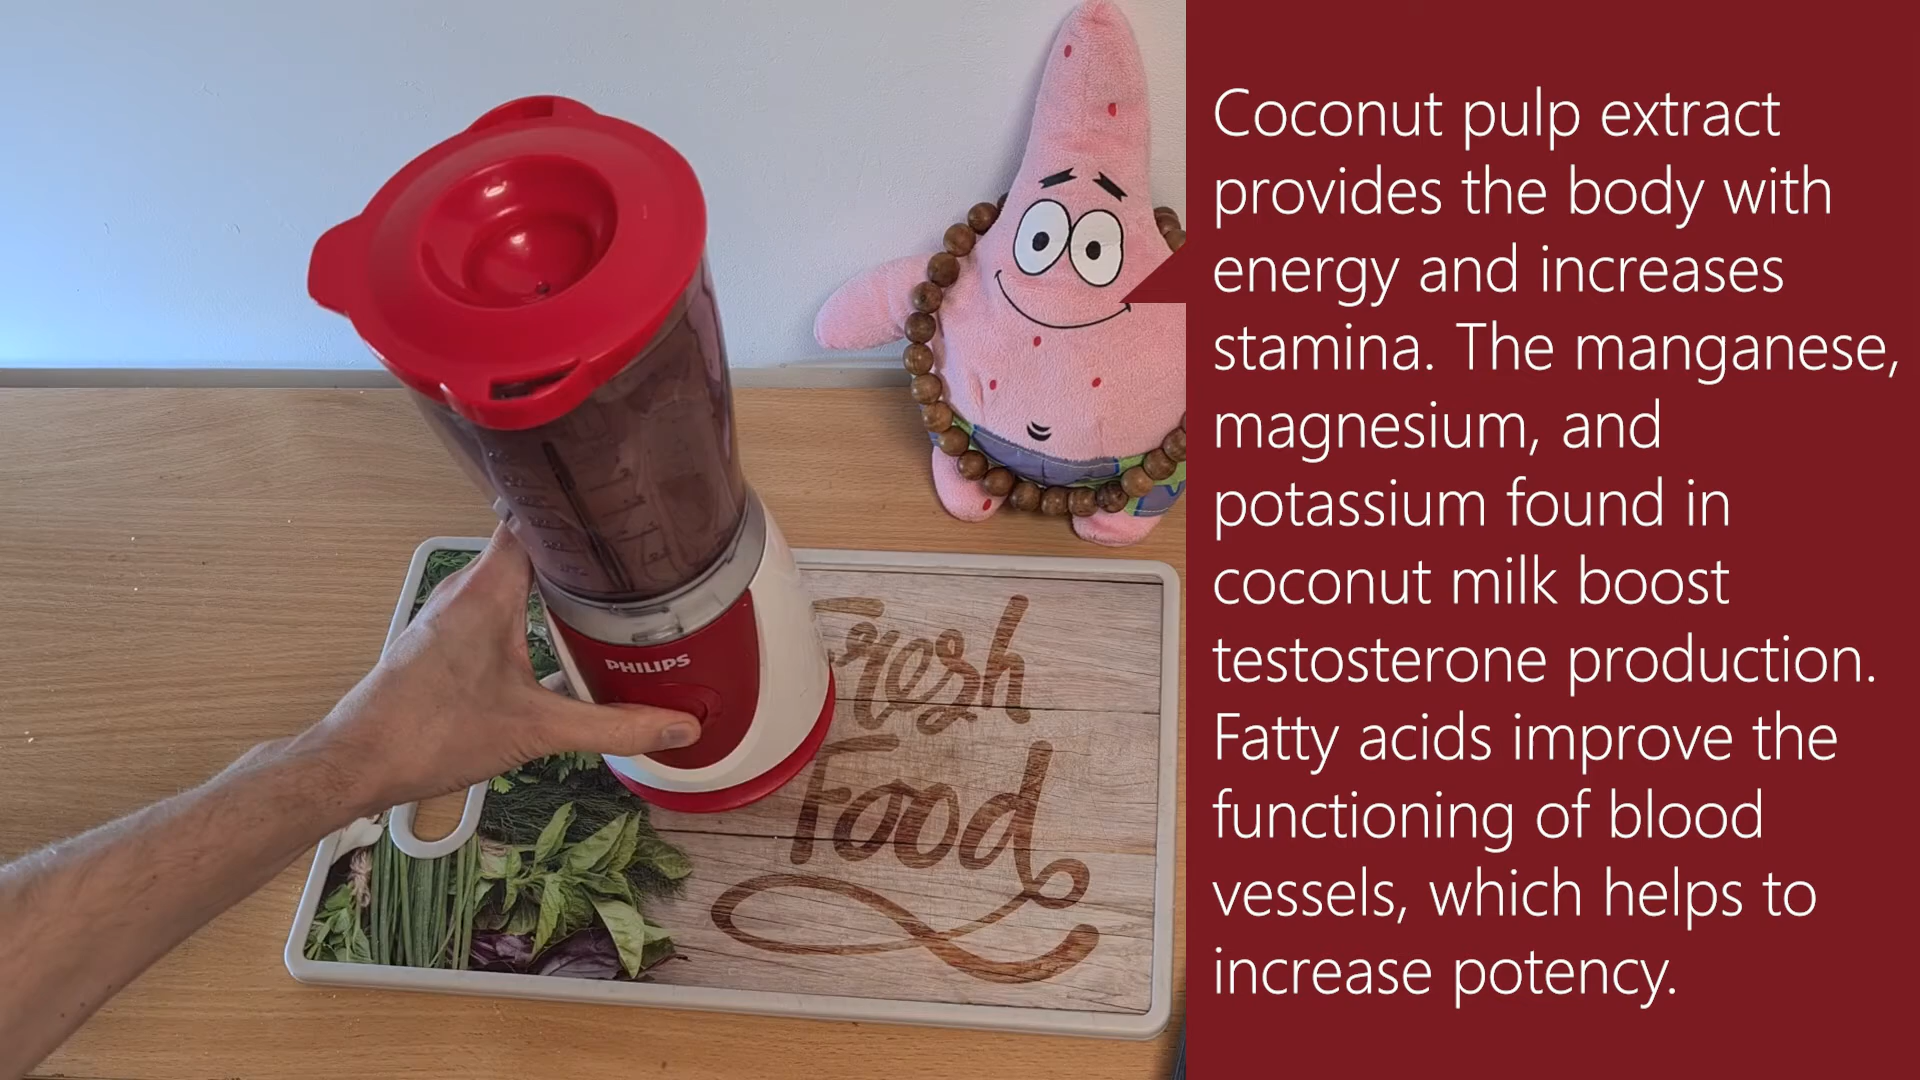 Coconut pulp extract
provides the body with
energy and increases
stamina. The manganese,
magnesium, and
potassium found in
coconut milk boost
testosterone production.
Fatty acids improve the
functioning of blood
vessels, which helps to
increase potency.
PHILIPS
Fresh
Food